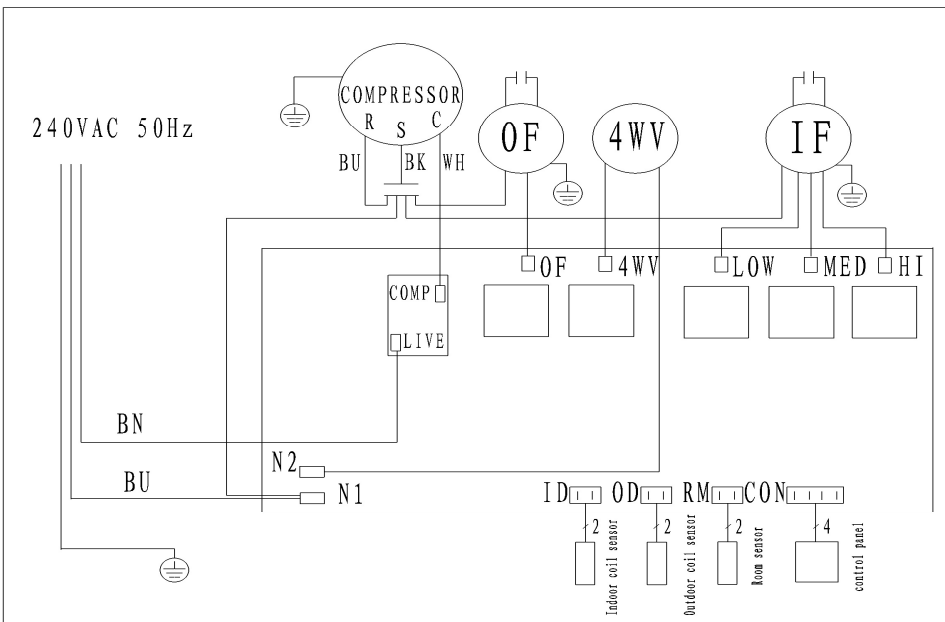 240VAC 50Hz
COMPRESSOR
R S C
BU BK WH
OF
4WV
IF
OF
4WV
LOW
MED
HI
COMP
LIVE
BN
BU
N2
N1
ID
OD
RM
CON
2
2
2
4
Indoor coil sensor
Outdoor coil sensor
Room sensor
control panel